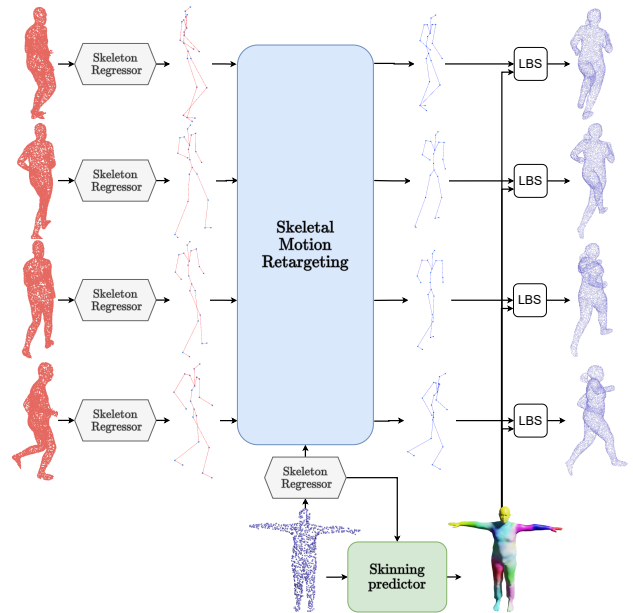 Skeleton
Regressor
LBS
Skeleton
Regressor
LBS
Skeletal
Motion
Retargeting
Skeleton
Regressor
LBS
Skeleton
Regressor
LBS
Skeleton
Regressor
Skinning
predictor